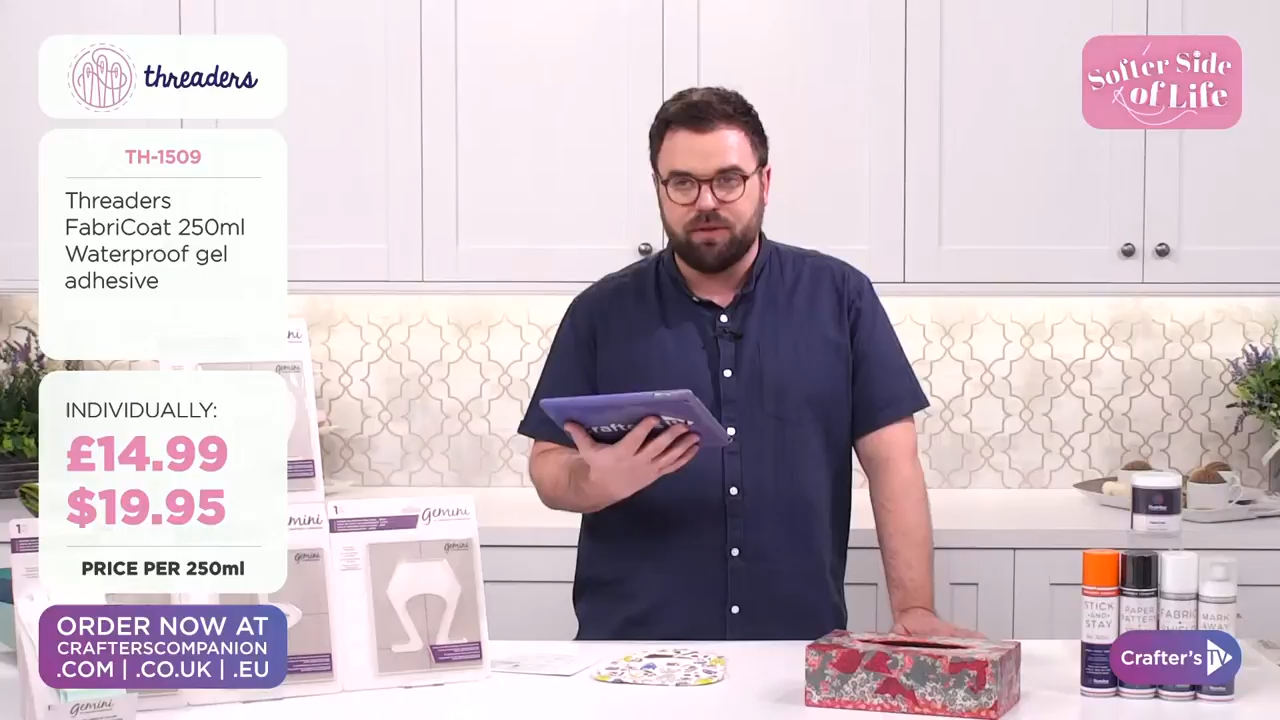 threaders
TH-1509
Threaders
FabriCoat 250ml
Waterproof gel
adhesive
INDIVIDUALLY:
£14.99
$19.95
PRICE PER 250ml
ORDER NOW AT
CRAFTERSCOMPANION
.COM | .CO.UK | .EU
Softer Side
of Life
gemini
gemini
gemini
gemini
STICK
-AND-
STAY
PAPER
PATTERN
FABRIC
MARK
AWAY
Crafter's TV
gemini